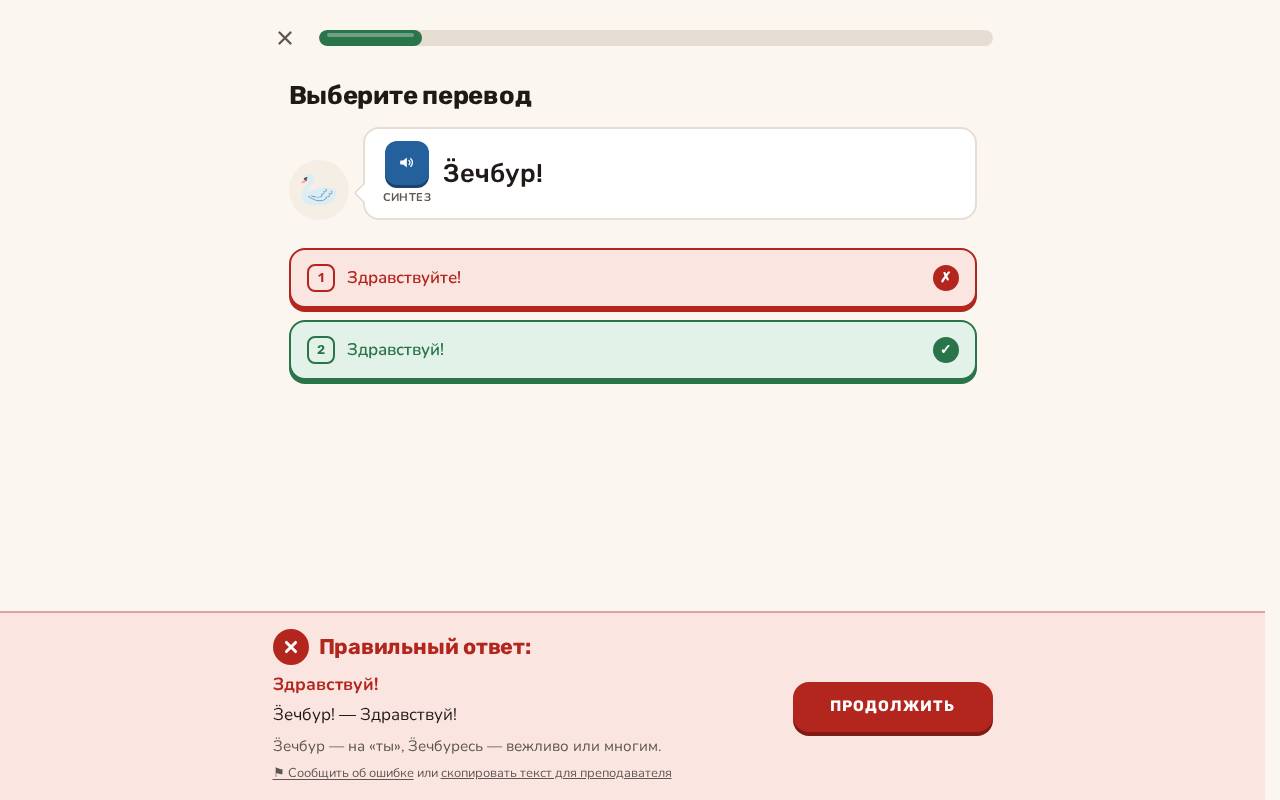 Выберите перевод
Ӟечбур!
СИНТЕЗ
1 Здравствуйте! ✗
2 Здравствуй! ✓
Правильный ответ:
Здравствуй!
Ӟечбур! — Здравствуй!
Ӟечбур — на «ты», Ӟечбуресь — вежливо или многим.
⚑ Сообщить об ошибке или скопировать текст для преподавателя
ПРОДОЛЖИТЬ